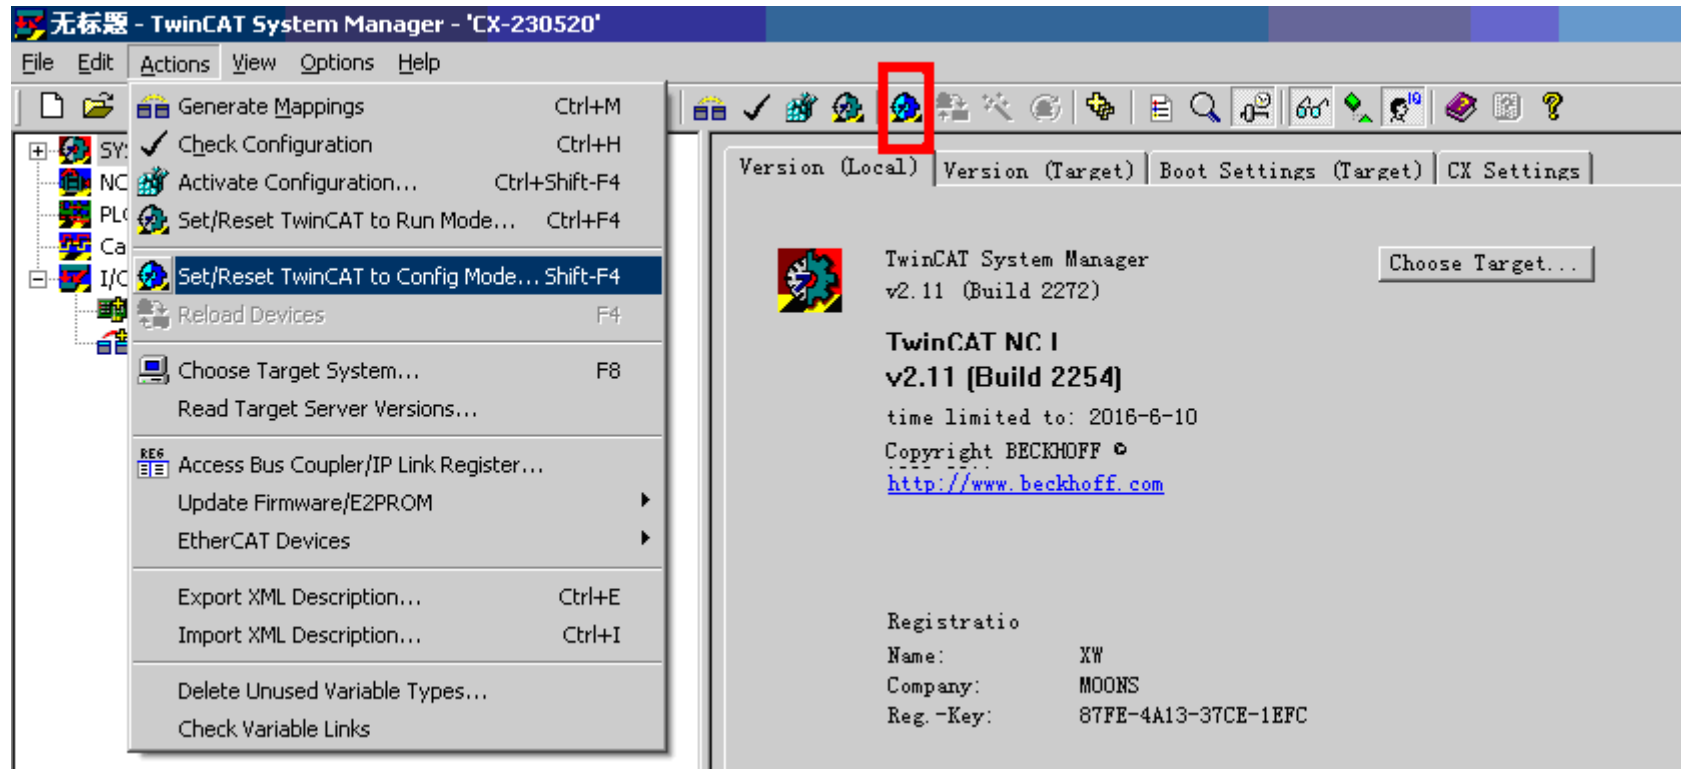 无标题 - TwinCAT System Manager - 'CX-230520'
File Edit Actions View Options Help
Generate Mappings Ctrl+M
Check Configuration Ctrl+H
Activate Configuration... Ctrl+Shift-F4
Set/Reset TwinCAT to Run Mode... Ctrl+F4
Set/Reset TwinCAT to Config Mode... Shift-F4
Reload Devices F4
Choose Target System... F8
Read Target Server Versions...
Access Bus Coupler/IP Link Register...
Update Firmware/E2PROM
EtherCAT Devices
Export XML Description... Ctrl+E
Import XML Description... Ctrl+I
Delete Unused Variable Types...
Check Variable Links
SYS
NC
PLC
Ca
I/O
Version (Local) Version (Target) Boot Settings (Target) CX Settings
TwinCAT System Manager
v2.11 (Build 2272)
Choose Target...
TwinCAT NC I
v2.11 (Build 2254)
time limited to: 2016-6-10
Copyright BECKHOFF ©
http://www.beckhoff.com
Registratio
Name: XW
Company: MOONS
Reg.-Key: 87FE-4A13-37CE-1EFC